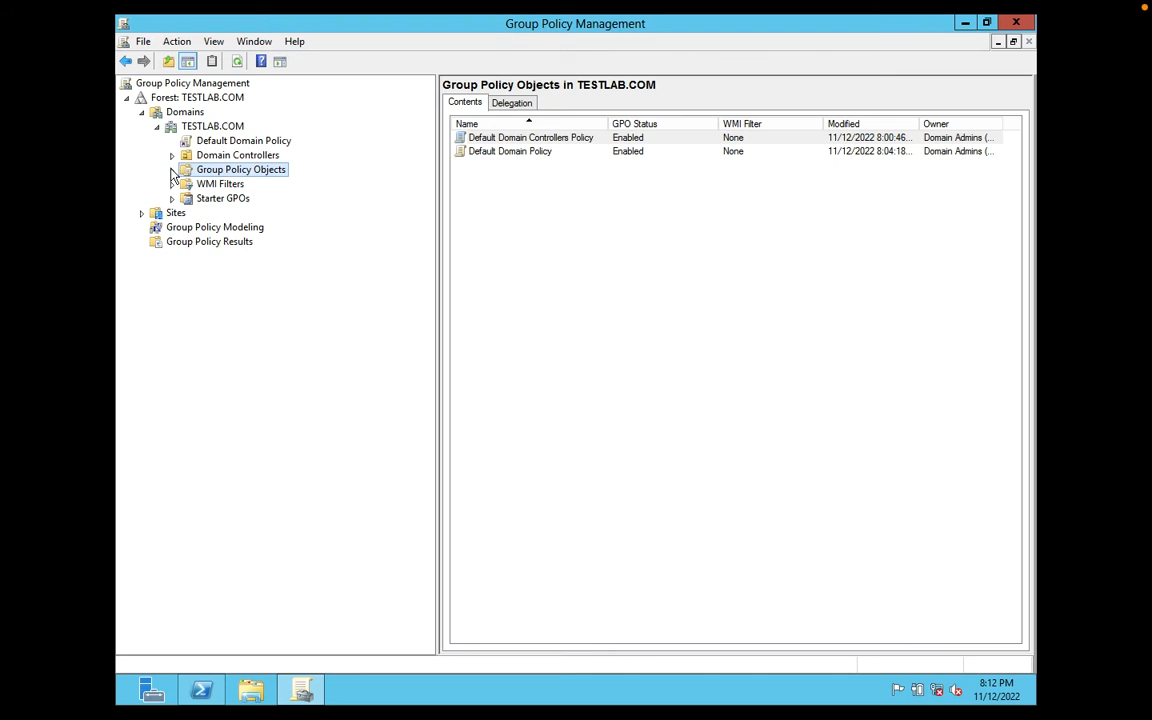 Group Policy Management
File Action View Window Help
Group Policy Management
Forest: TESTLAB.COM
Domains
TESTLAB.COM
Default Domain Policy
Domain Controllers
Group Policy Objects
WMI Filters
Starter GPOs
Sites
Group Policy Modeling
Group Policy Results
Group Policy Objects in TESTLAB.COM
Contents Delegation
Name GPO Status WMI Filter Modified Owner
Default Domain Controllers Policy Enabled None 11/12/2022 8:00:46... Domain Admins (...
Default Domain Policy Enabled None 11/12/2022 8:04:18... Domain Admins (...
8:12 PM
11/12/2022